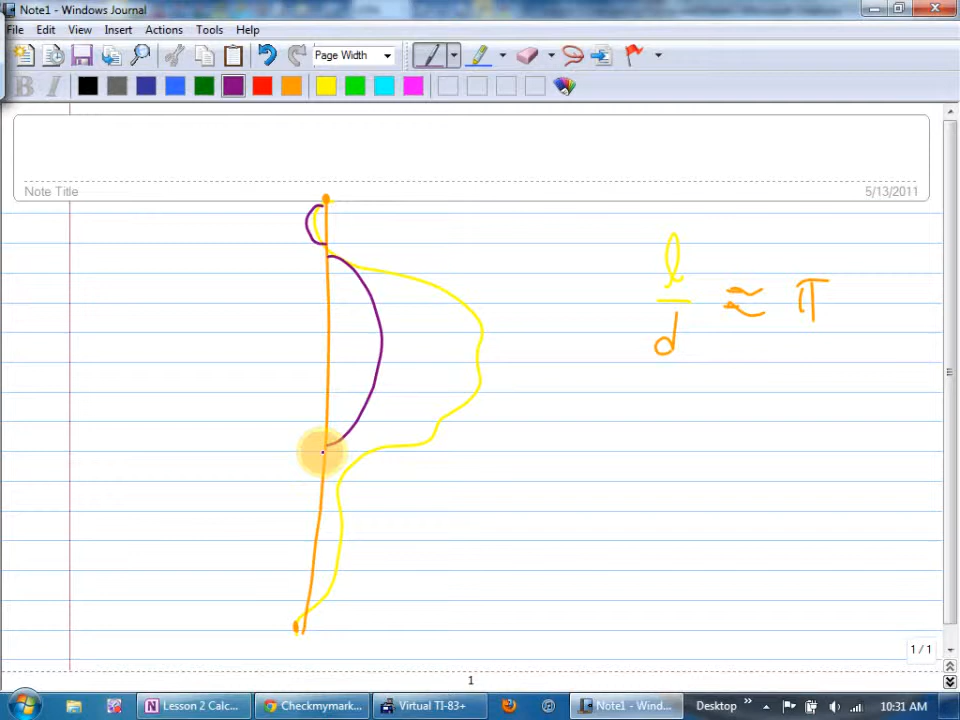 Note1 - Windows Journal
File Edit View Insert Actions Tools Help
Page Width
B I
Note Title
5/13/2011
l
d
≈ π
1 / 1
1
Lesson 2 Calc...
Checkmymark...
Virtual TI-83+
Note1 - Wind...
Desktop
»
10:31 AM